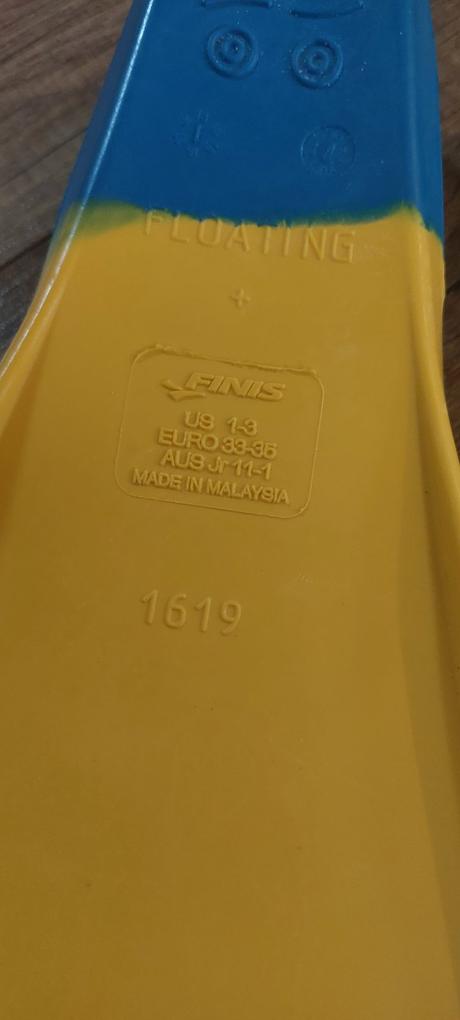 FLOATING
FINIS
US 1-3
EURO 33-35
AUS Jr 11-1
MADE IN MALAYSIA
1619